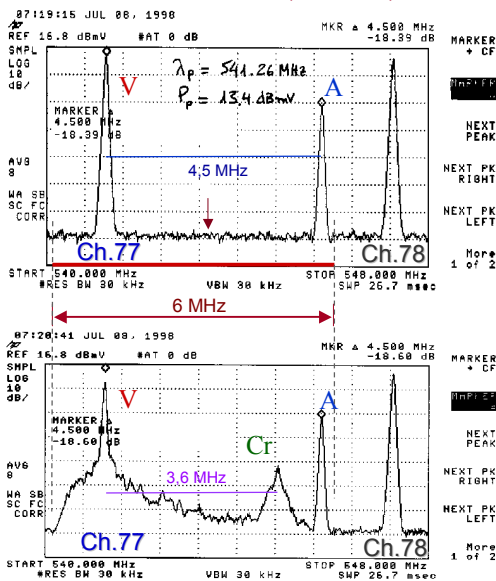 07:19:15 JUL 08, 1998
REF 16.8 dBmV #AT 0 dB
MKR Δ 4.500 MHz
-18.39 dB
SMPL
LOG
10
dB/
V
λp = 541.26 MHz
Pp = 13,4 dBmV
A
MARKER Δ
4.500 MHz
-18.39 dB
4,5 MHz
AVG
8
WA SB
SC FC
CORR
Ch.77
Ch.78
START 540.000 MHz
STOP 548.000 MHz
#RES BW 30 kHz
VBW 30 kHz
SWP 26.7 msec
MARKER
+ CF
NEXT
PEAK
NEXT PK
RIGHT
NEXT PK
LEFT
More
1 of 2
6 MHz
07:20:41 JUL 08, 1998
REF 16.8 dBmV #AT 0 dB
MKR Δ 4.500 MHz
-18.60 dB
SMPL
LOG
10
dB/
V
A
MARKER Δ
4.500 MHz
-18.60 dB
Cr
3,6 MHz
AVG
8
WA SB
SC FC
CORR
Ch.77
Ch.78
START 540.000 MHz
STOP 548.000 MHz
#RES BW 30 kHz
VBW 30 kHz
SWP 26.7 msec
MARKER
+ CF
NEXT
PEAK
NEXT PK
RIGHT
NEXT PK
LEFT
More
1 of 2